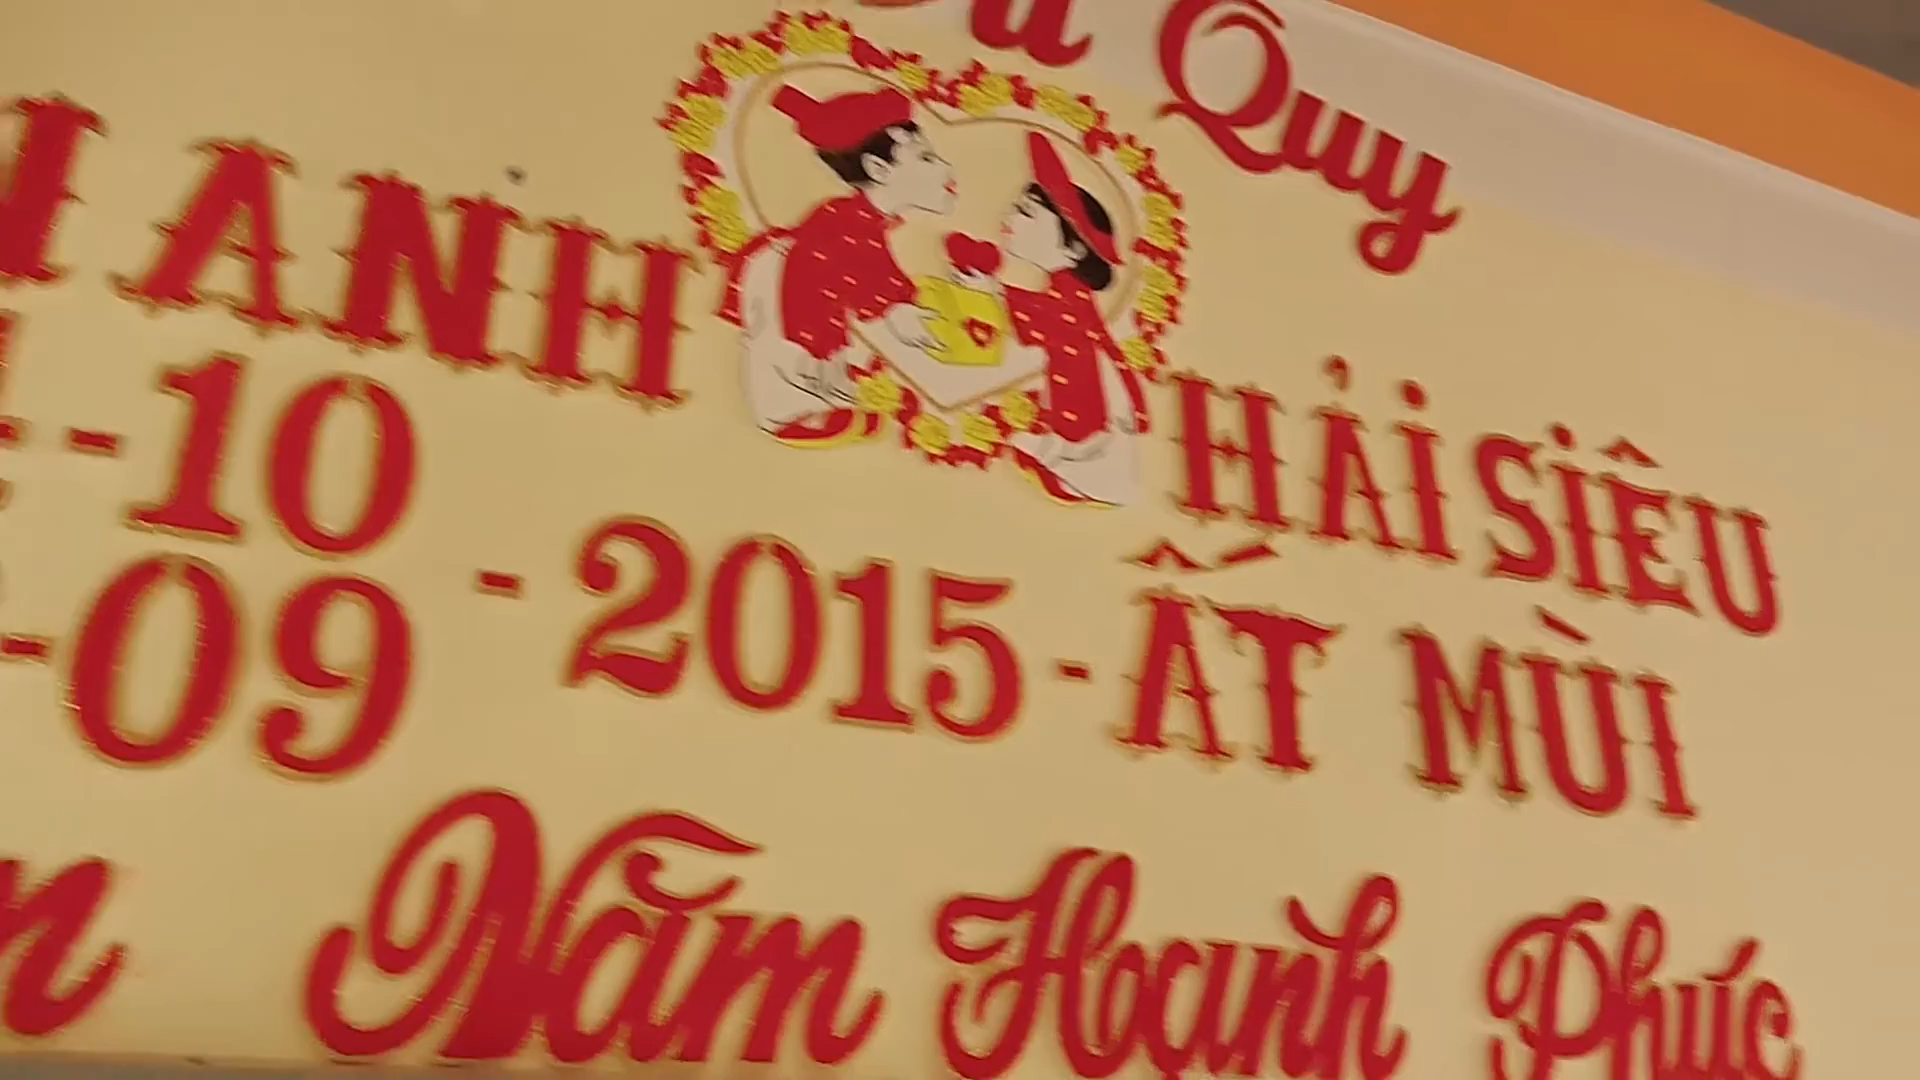 Quy
ANH HẢI SIÊU
-10
-09 - 2015 - ẤT MÙI
Năm Hạnh Phúc